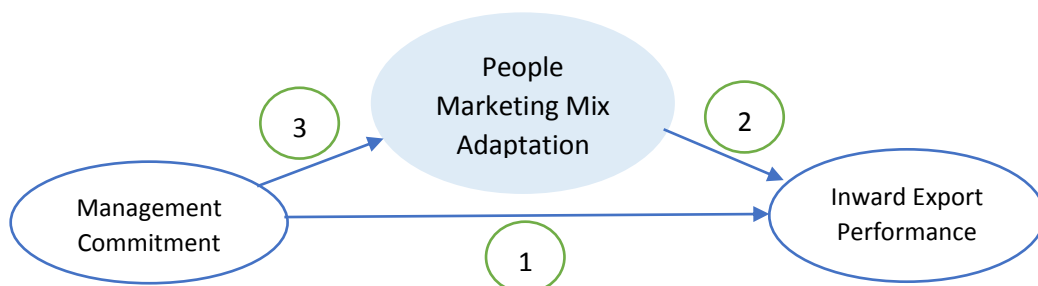 People
Marketing Mix
Adaptation
3
2
Management
Commitment
Inward Export
Performance
1